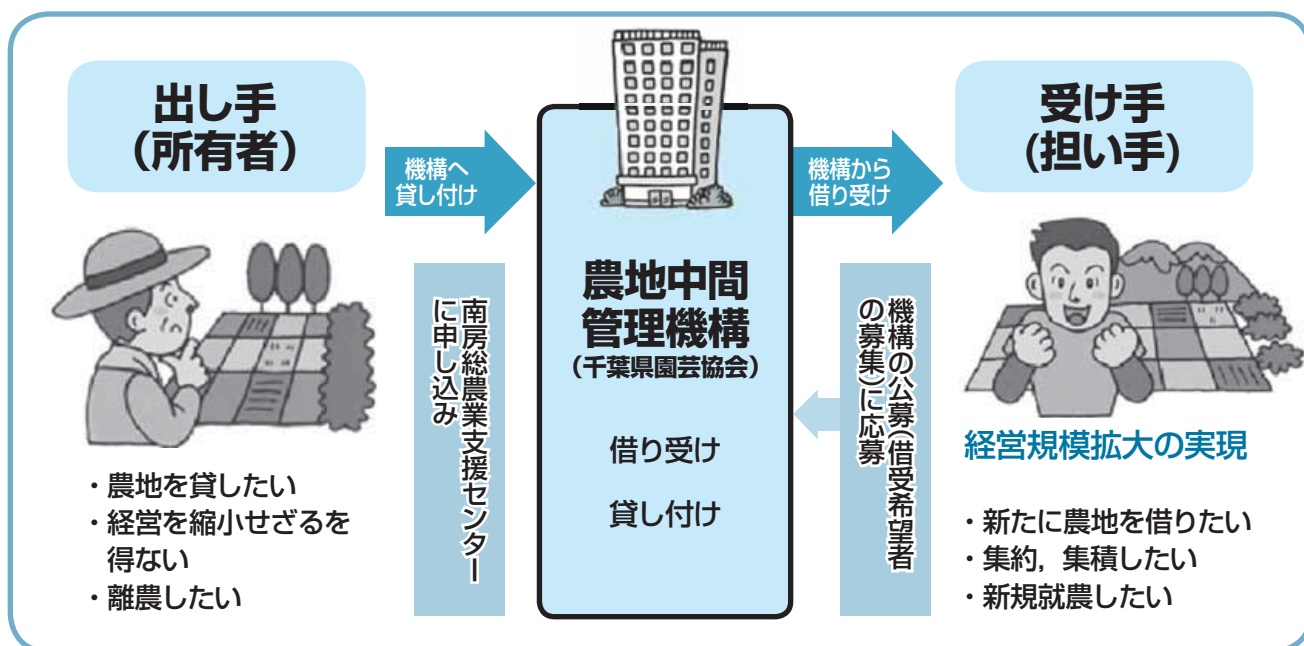 出し手
（所有者）
・農地を貸したい
・経営を縮小せざるを
得ない
・離農したい
機構へ
貸し付け
南房総農業支援センター
に申し込み
農地中間
管理機構
（千葉県園芸協会）
借り受け
貸し付け
機構から
借り受け
機構の公募（借受希望者
の募集）に応募
受け手
(担い手)
経営規模拡大の実現
・新たに農地を借りたい
・集約，集積したい
・新規就農したい